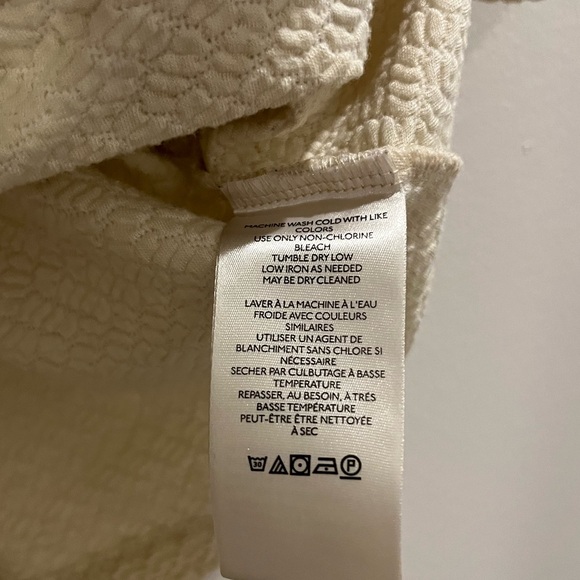 MACHINE WASH COLD WITH LIKE
COLORS
USE ONLY NON-CHLORINE
BLEACH
TUMBLE DRY LOW
LOW IRON AS NEEDED
MAY BE DRY CLEANED
LAVER À LA MACHINE À L'EAU
FROIDE AVEC COULEURS
SIMILAIRES
UTILISER UN AGENT DE
BLANCHIMENT SANS CHLORE SI
NÉCESSAIRE
SECHER PAR CULBUTAGE À BASSE
TEMPERATURE
REPASSER, AU BESOIN, À TRÉS
BASSE TEMPÉRATURE
PEUT-ÊTRE ÊTRE NETTOYÉE
À SEC
30 P